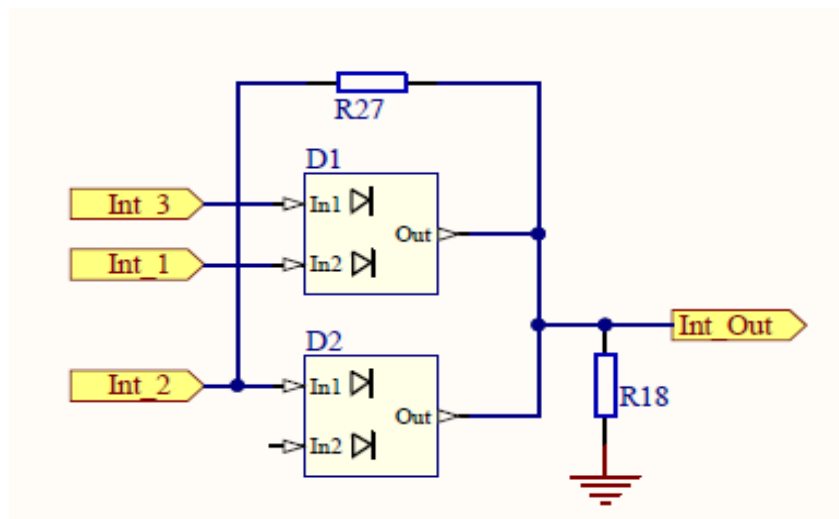 R27
D1
Int_3
In1
Out
Int_1
In2
Int_Out
D2
Int_2
In1
R18
Out
In2